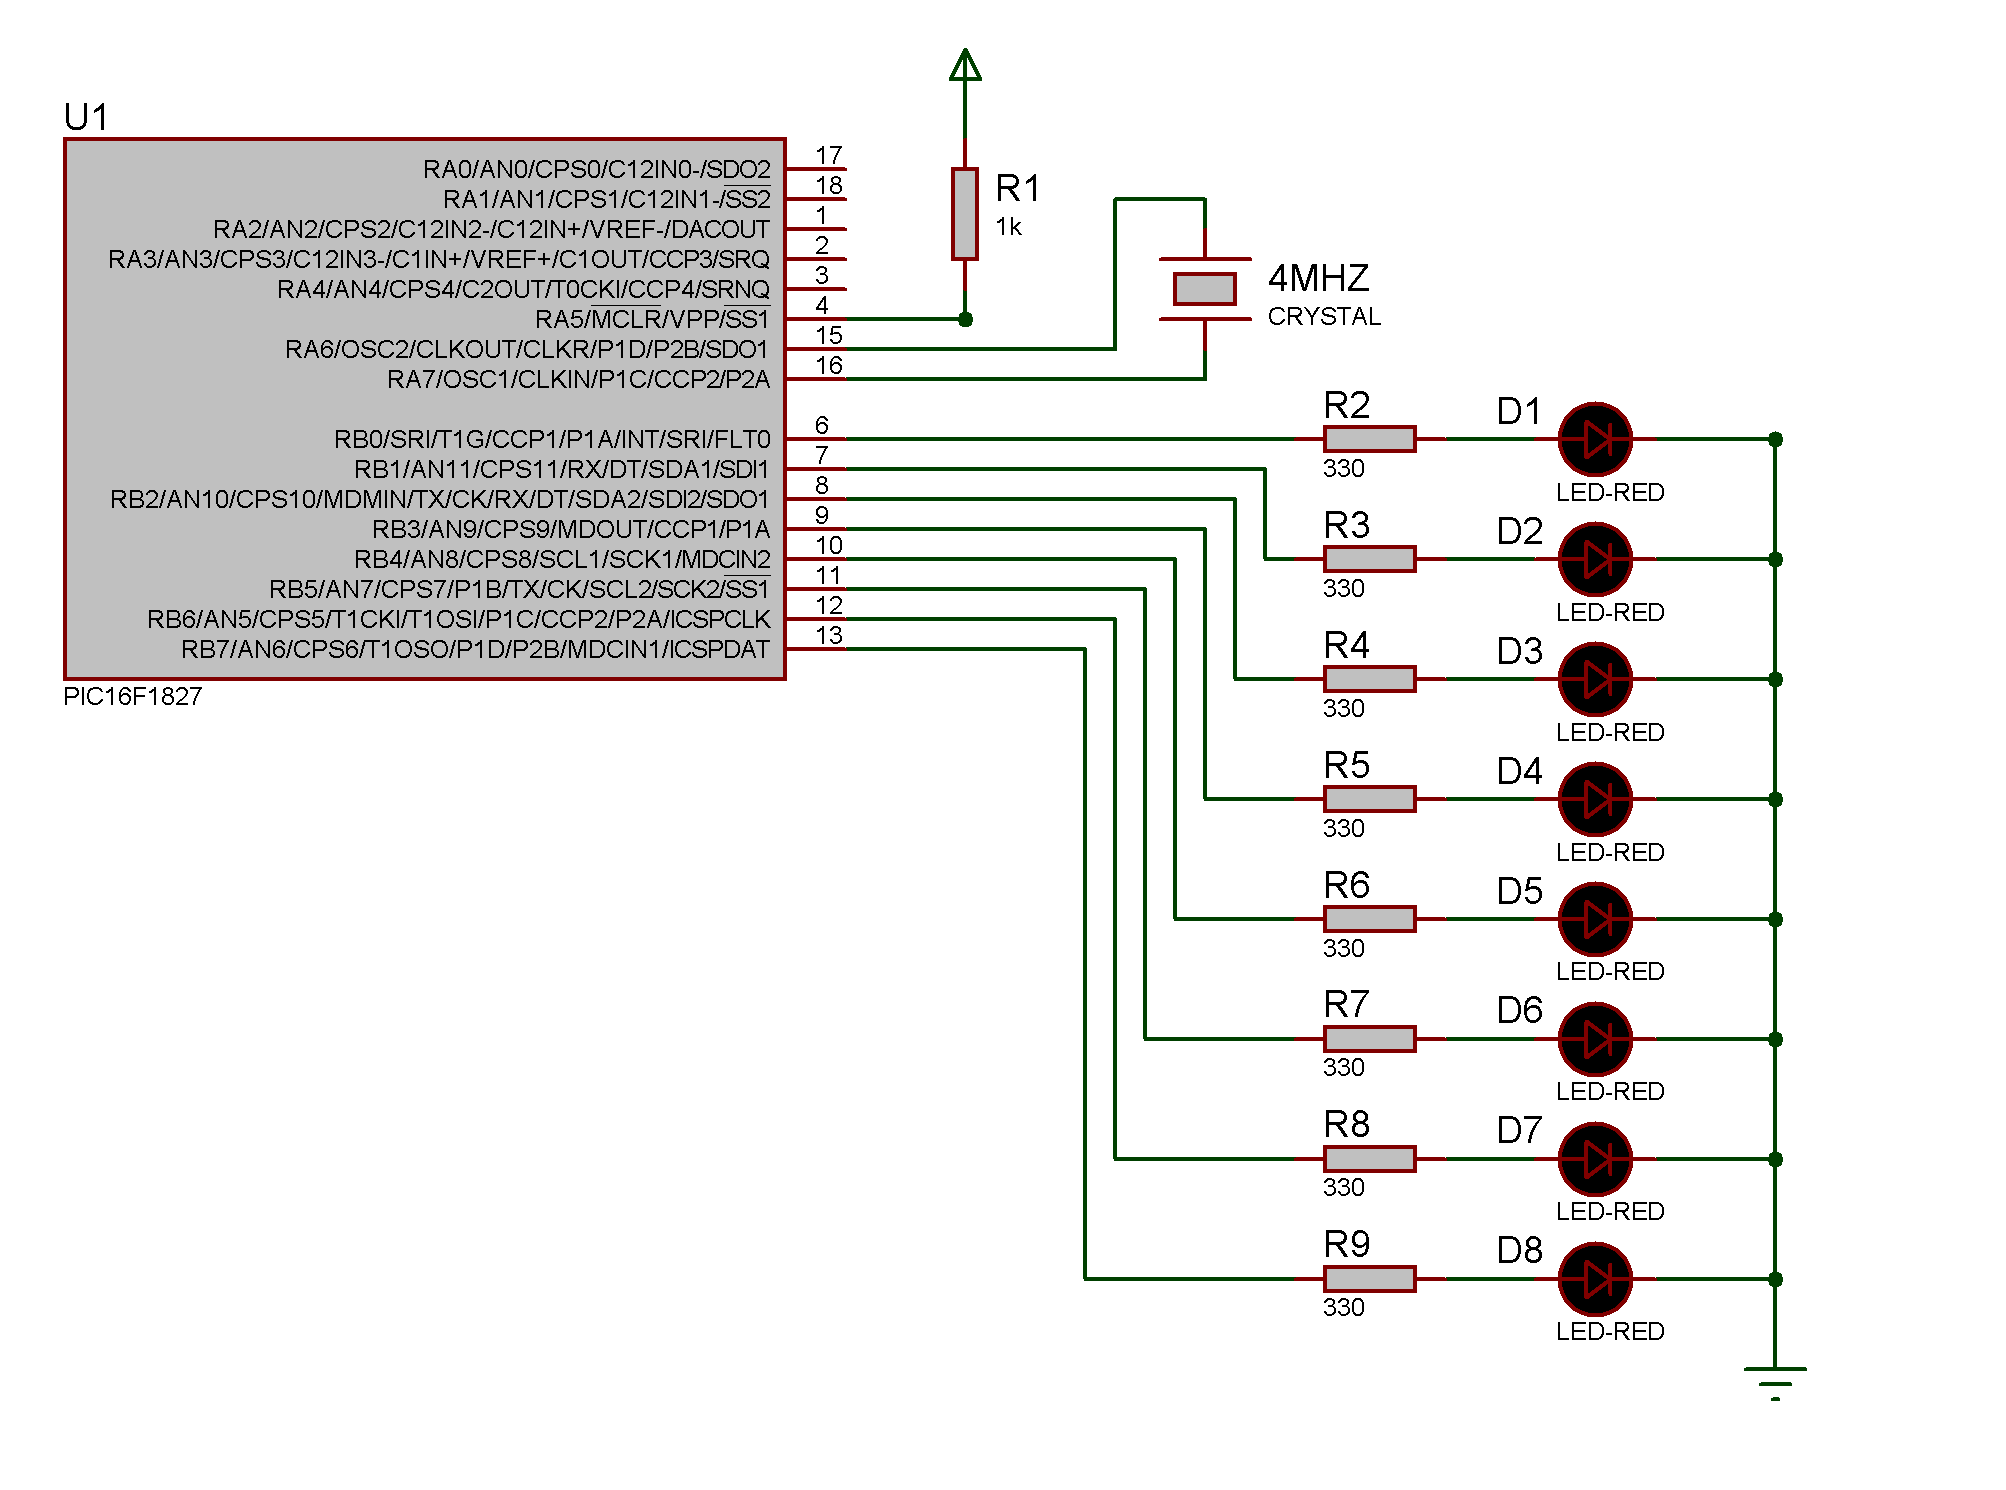 U1
RA0/AN0/CPS0/C12IN0-/SDO2
17
RA1/AN1/CPS1/C12IN1-/SS2
18
RA2/AN2/CPS2/C12IN2-/C12IN+/VREF-/DACOUT
1
RA3/AN3/CPS3/C12IN3-/C1IN+/VREF+/C1OUT/CCP3/SRQ
2
RA4/AN4/CPS4/C2OUT/T0CKI/CCP4/SRNQ
3
RA5/MCLR/VPP/SS1
4
RA6/OSC2/CLKOUT/CLKR/P1D/P2B/SDO1
15
RA7/OSC1/CLKIN/P1C/CCP2/P2A
16
RB0/SRI/T1G/CCP1/P1A/INT/SRI/FLT0
6
RB1/AN11/CPS11/RX/DT/SDA1/SDI1
7
RB2/AN10/CPS10/MDMIN/TX/CK/RX/DT/SDA2/SDI2/SDO1
8
RB3/AN9/CPS9/MDOUT/CCP1/P1A
9
RB4/AN8/CPS8/SCL1/SCK1/MDCIN2
10
RB5/AN7/CPS7/P1B/TX/CK/SCL2/SCK2/SS1
11
RB6/AN5/CPS5/T1CKI/T1OSI/P1C/CCP2/P2A/ICSPCLK
12
RB7/AN6/CPS6/T1OSO/P1D/P2B/MDCIN1/ICSPDAT
13
PIC16F1827
R1
1k
4MHZ
CRYSTAL
R2
330
D1
LED-RED
R3
330
D2
LED-RED
R4
330
D3
LED-RED
R5
330
D4
LED-RED
R6
330
D5
LED-RED
R7
330
D6
LED-RED
R8
330
D7
LED-RED
R9
330
D8
LED-RED